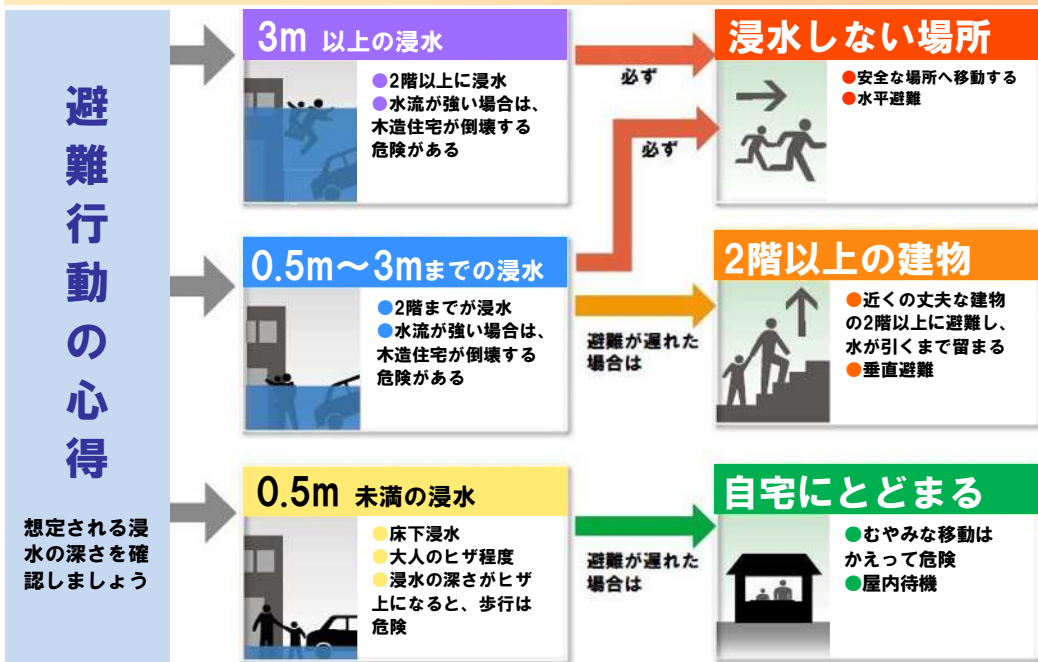 避難行動の心得
想定される浸
水の深さを確
認しましょう
3m 以上の浸水
●2階以上に浸水
●水流が強い場合は、
木造住宅が倒壊する
危険がある
必ず
浸水しない場所
●安全な場所へ移動する
●水平避難
0.5m～3mまでの浸水
●2階までが浸水
●水流が強い場合は、
木造住宅が倒壊する
危険がある
必ず
避難が遅れた
場合は
2階以上の建物
●近くの丈夫な建物
の2階以上に避難し、
水が引くまで留まる
●垂直避難
0.5m 未満の浸水
●床下浸水
●大人のヒザ程度
●浸水の深さがヒザ
上になると、歩行は
危険
避難が遅れた
場合は
自宅にとどまる
●むやみな移動は
かえって危険
●屋内待機